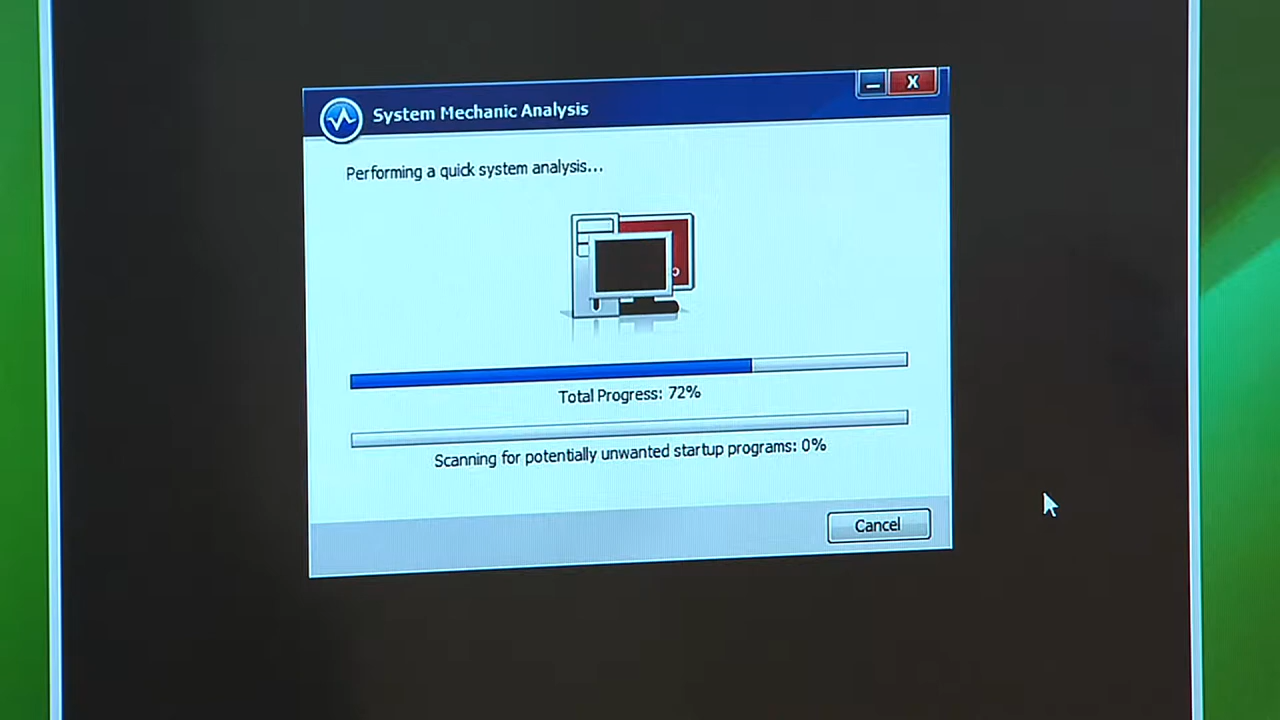 System Mechanic Analysis
X
Performing a quick system analysis...
Total Progress: 72%
Scanning for potentially unwanted startup programs: 0%
Cancel